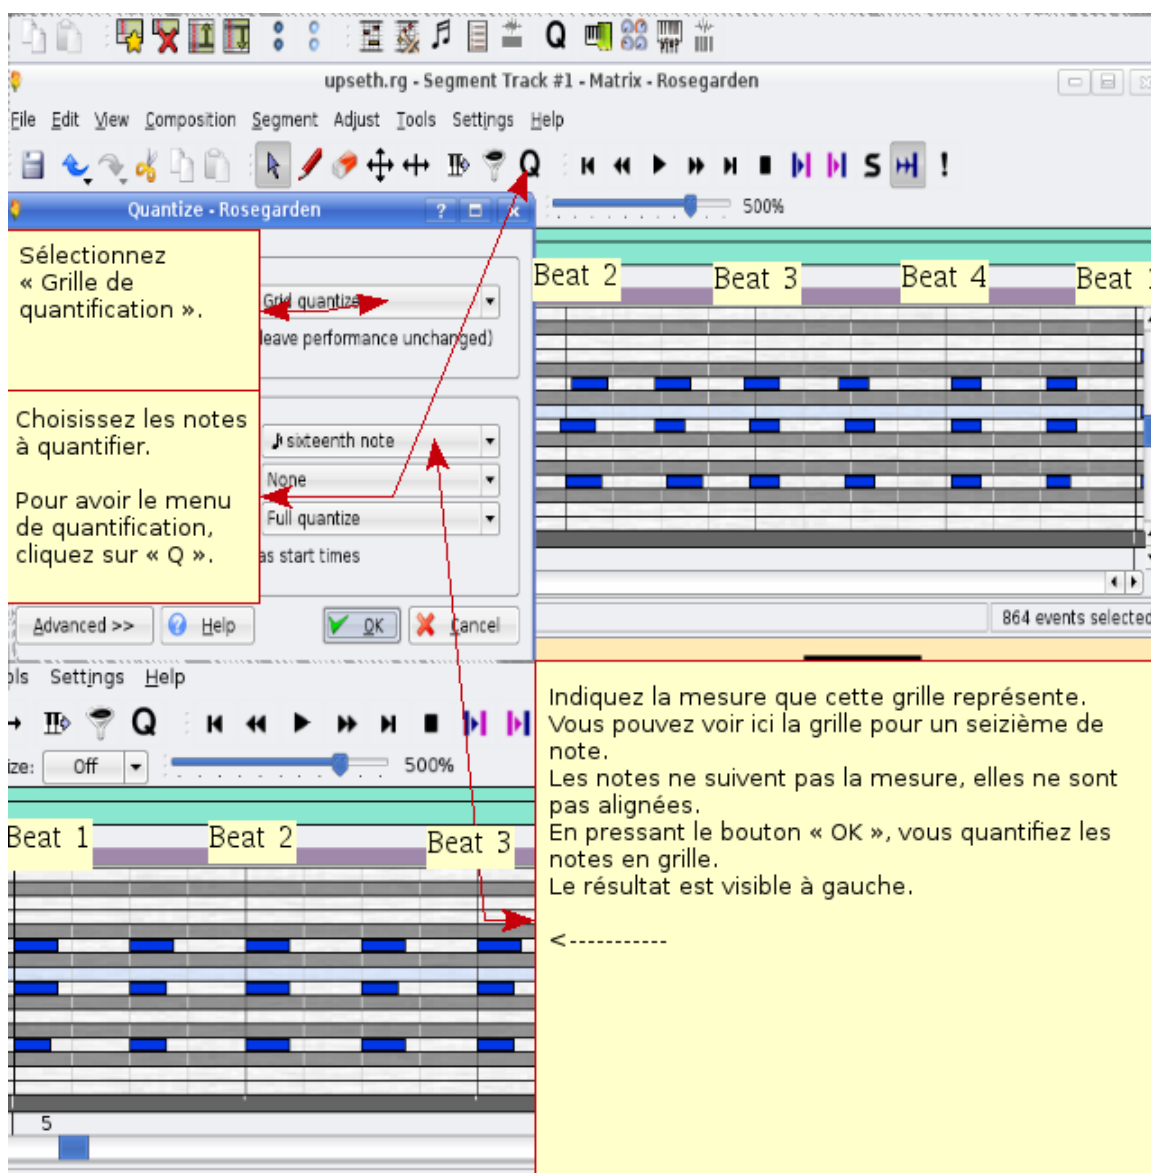 Q
upseth.rg - Segment Track #1 - Matrix - Rosegarden
File Edit View Composition Segment Adjust Tools Settings Help
Q S !
Quantize - Rosegarden ?
500%
Sélectionnez
« Grille de
quantification ».
Grid quantize
leave performance unchanged)
Choisissez les notes
à quantifier.
Pour avoir le menu
de quantification,
cliquez sur « Q ».
sixteenth note
None
Full quantize
as start times
Advanced >> Help OK Cancel
Beat 2 Beat 3 Beat 4 Beat
864 events selected
ols Settings Help
Q
ize: Off 500%
Beat 1 Beat 2 Beat 3
5
Indiquez la mesure que cette grille représente.
Vous pouvez voir ici la grille pour un seizième de
note.
Les notes ne suivent pas la mesure, elles ne sont
pas alignées.
En pressant le bouton « OK », vous quantifiez les
notes en grille.
Le résultat est visible à gauche.
<-----------